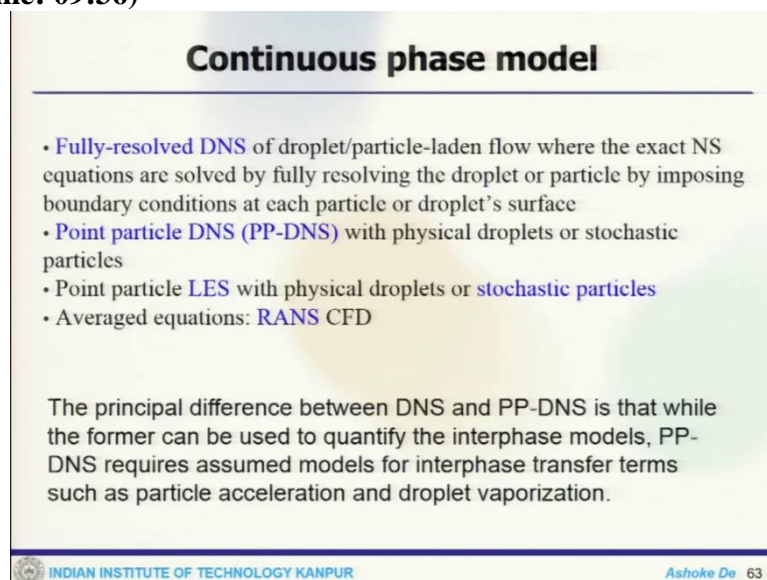 Continuous phase model
• Fully-resolved DNS of droplet/particle-laden flow where the exact NS
equations are solved by fully resolving the droplet or particle by imposing
boundary conditions at each particle or droplet's surface
• Point particle DNS (PP-DNS) with physical droplets or stochastic
particles
• Point particle LES with physical droplets or stochastic particles
• Averaged equations: RANS CFD
The principal difference between DNS and PP-DNS is that while
the former can be used to quantify the interphase models, PP-
DNS requires assumed models for interphase transfer terms
such as particle acceleration and droplet vaporization.
INDIAN INSTITUTE OF TECHNOLOGY KANPUR
Ashoke De 63